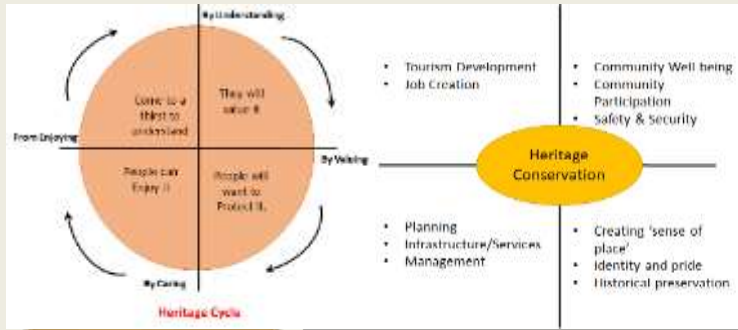 By Understanding
They will
value it
Come to a
thirst to
understand
From Enjoying
By Valuing
People can
Enjoy it
People will
want to
Protect it.
By Caring
Heritage Cycle
• Tourism Development
• Job Creation
• Community Well being
• Community
Participation
• Safety & Security
Heritage
Conservation
• Planning
• Infrastructure/Services
• Management
• Creating 'sense of
place'
• Identity and pride
• Historical preservation